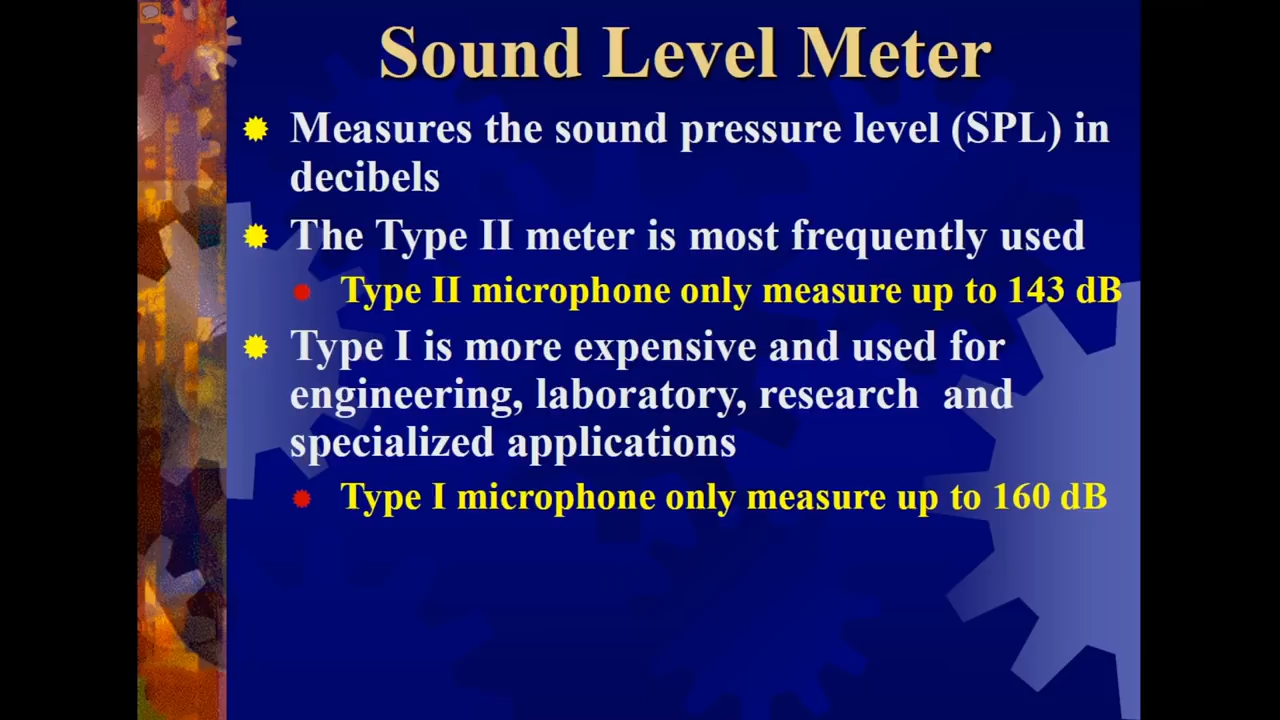 Sound Level Meter
Measures the sound pressure level (SPL) in
decibels
The Type II meter is most frequently used
Type II microphone only measure up to 143 dB
Type I is more expensive and used for
engineering, laboratory, research and
specialized applications
Type I microphone only measure up to 160 dB